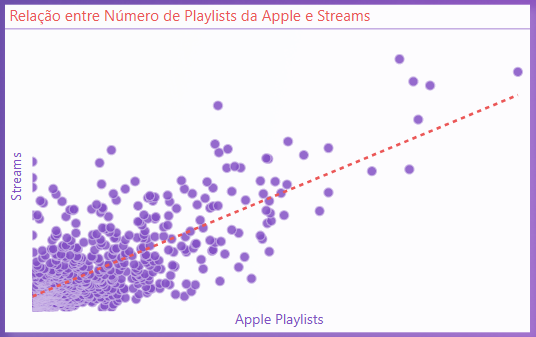 Relação entre Número de Playlists da Apple e Streams
Streams
Apple Playlists